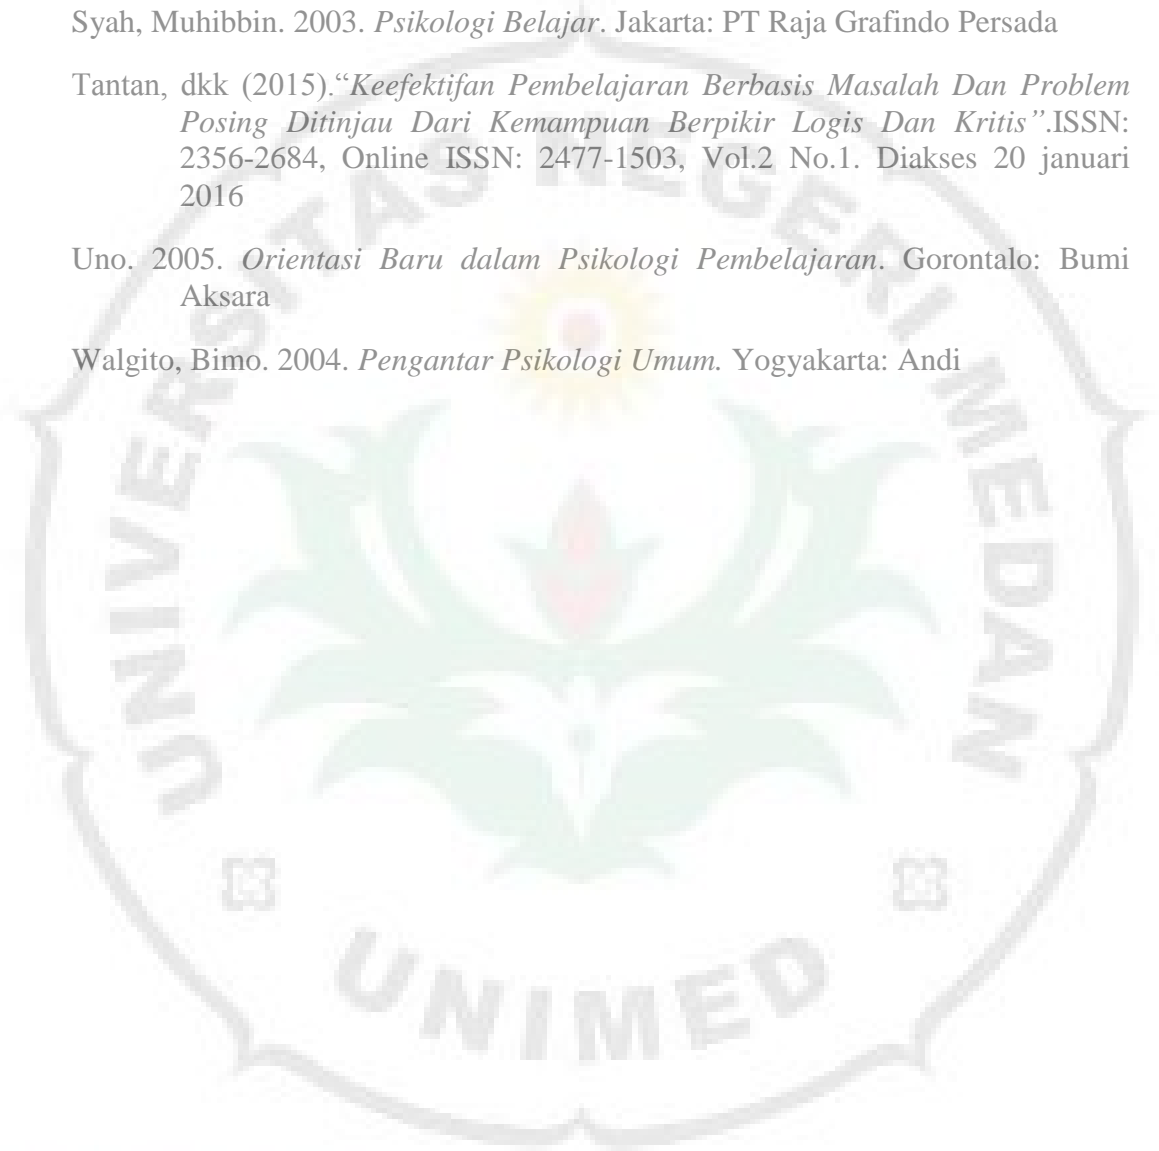 Syah, Muhibbin. 2003. Psikologi Belajar. Jakarta: PT Raja Grafindo Persada
Tantan, dkk (2015).“Keefektifan Pembelajaran Berbasis Masalah Dan Problem
Posing Ditinjau Dari Kemampuan Berpikir Logis Dan Kritis”.ISSN:
2356-2684, Online ISSN: 2477-1503, Vol.2 No.1. Diakses 20 januari
2016
Uno. 2005. Orientasi Baru dalam Psikologi Pembelajaran. Gorontalo: Bumi
Aksara
Walgito, Bimo. 2004. Pengantar Psikologi Umum. Yogyakarta: Andi
UNIVERSITAS NEGERI MEDAN
UNIMED